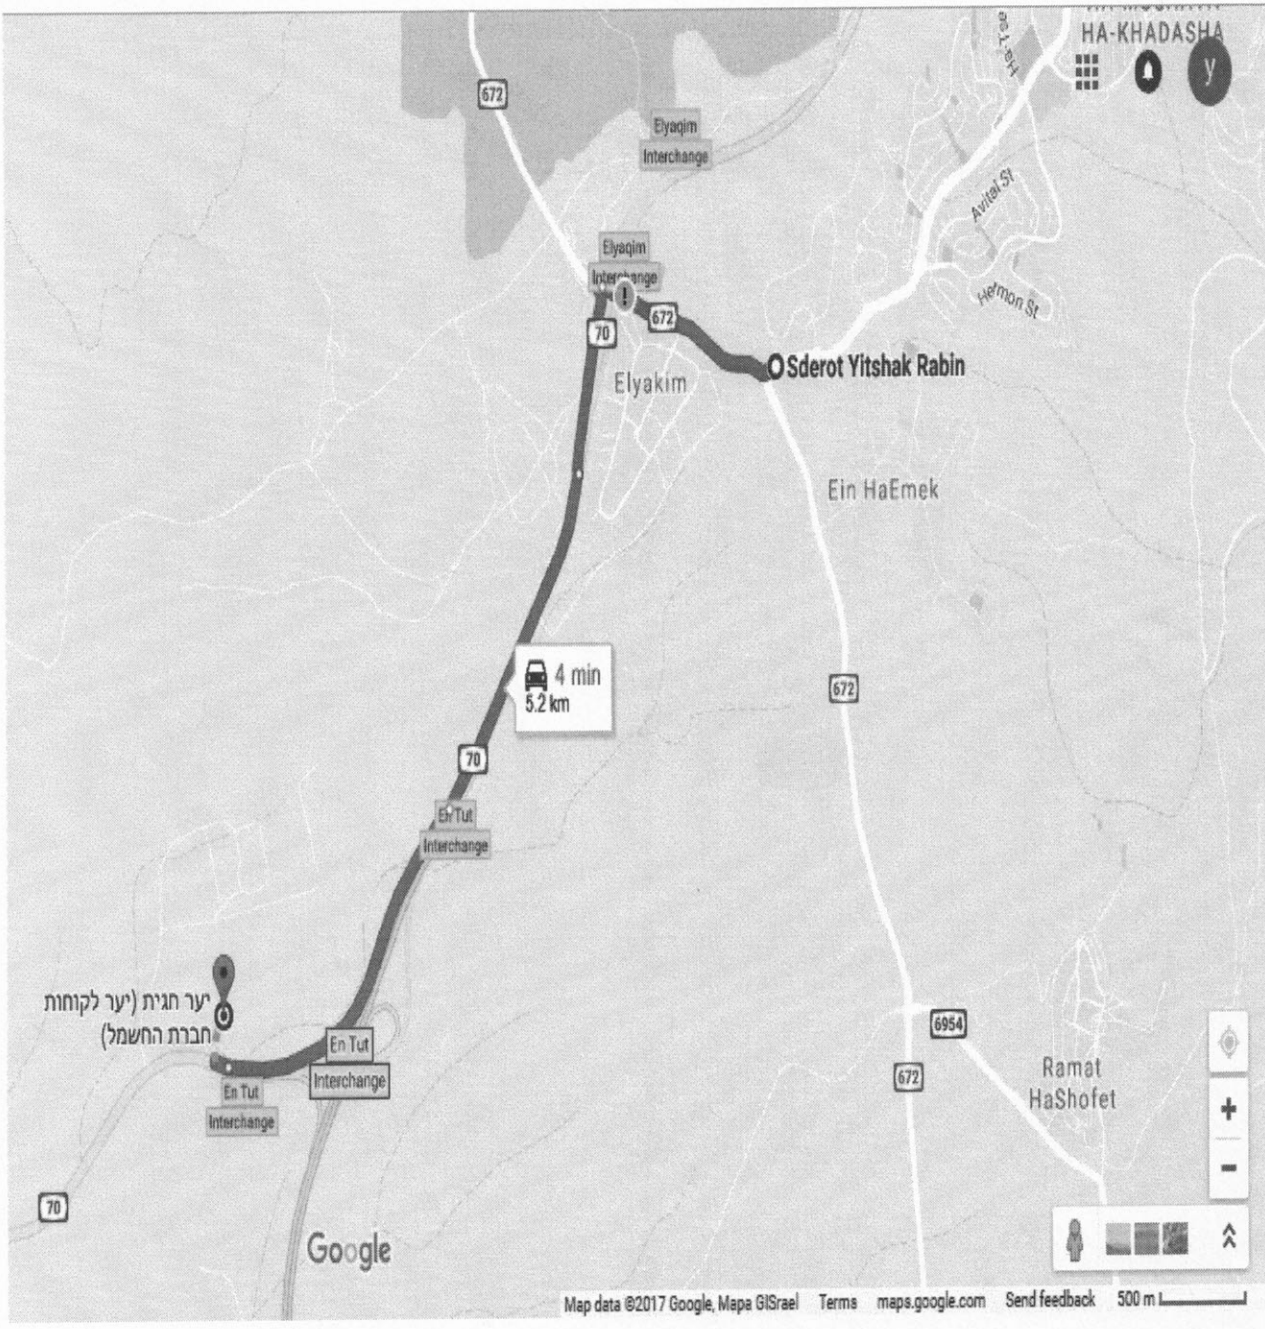 HA-KHADASHA
y
672
Elyaqim
Interchange
Avital St
Elyaqim
Interchange
Hermon St
672
70
Sderot Yitshak Rabin
Elyakim
Ein HaEmek
4 min
5.2 km
672
70
En Tut
Interchange
יער חגית (יער לקוחות
חברת החשמל)
En Tut
Interchange
6954
672
Ramat
HaShofet
En Tut
Interchange
70
Google
Map data ©2017 Google, Mapa GISrael Terms maps.google.com Send feedback 500 m